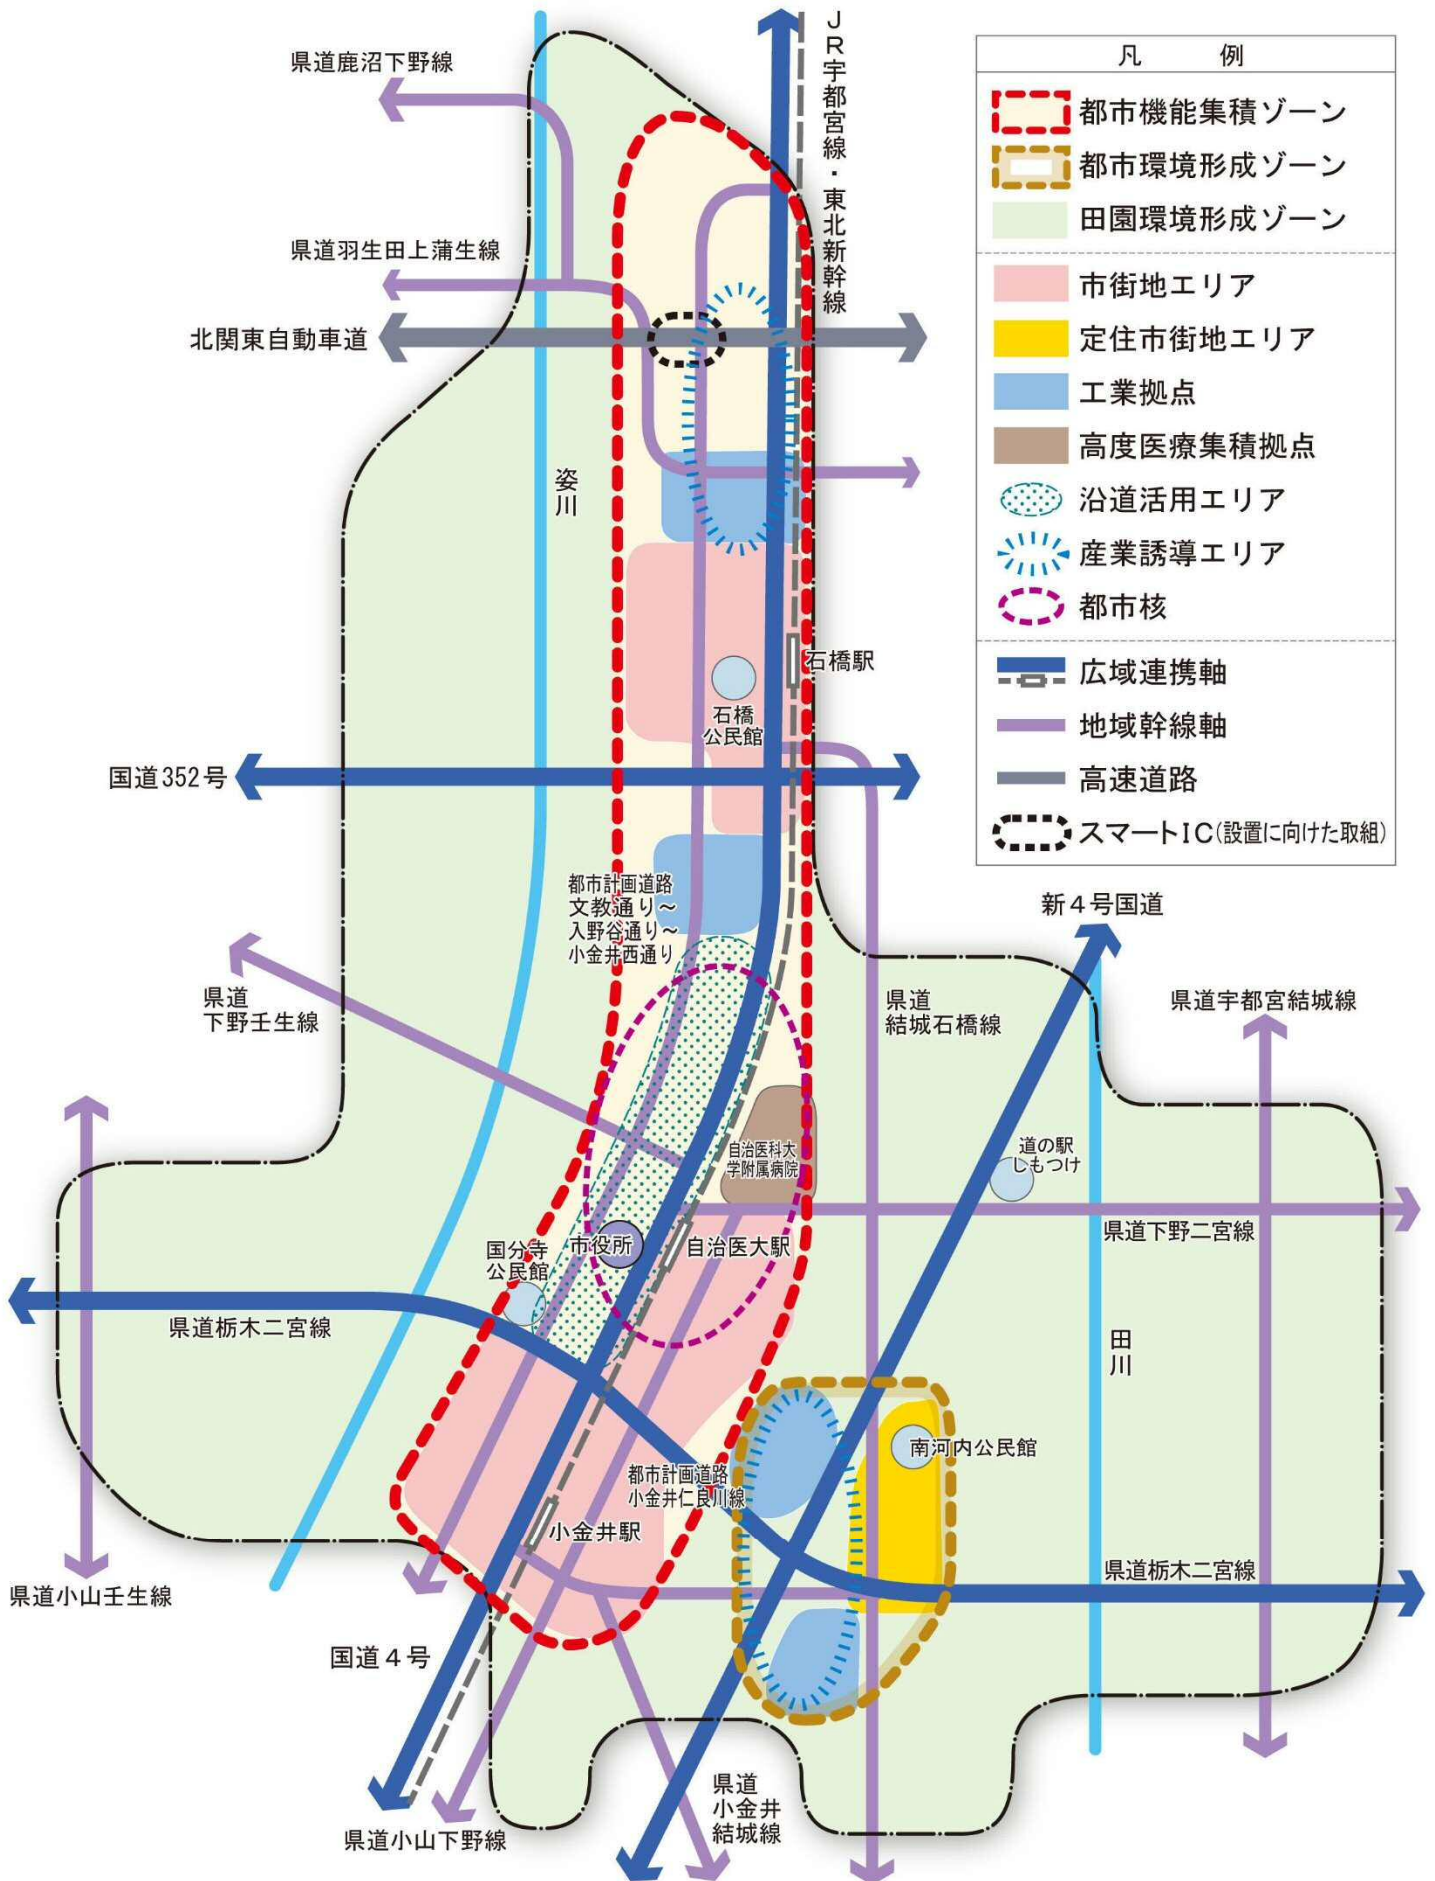 県道鹿沼下野線
JR宇都宮線・東北新幹線
県道羽生田上蒲生線
北関東自動車道
姿川
石橋駅
石橋
公民館
国道352号
都市計画道路
文教通り～
入野谷通り～
小金井西通り
県道
下野壬生線
県道
結城石橋線
新4号国道
県道宇都宮結城線
自治医科大
学附属病院
道の駅
しもつけ
県道下野二宮線
国分寺
公民館
市役所
自治医大駅
県道栃木二宮線
田川
南河内公民館
都市計画道路
小金井仁良川線
小金井駅
県道栃木二宮線
県道小山壬生線
国道4号
県道小山下野線
県道
小金井
結城線
凡例
都市機能集積ゾーン
都市環境形成ゾーン
田園環境形成ゾーン
市街地エリア
定住市街地エリア
工業拠点
高度医療集積拠点
沿道活用エリア
産業誘導エリア
都市核
広域連携軸
地域幹線軸
高速道路
スマートIC(設置に向けた取組)